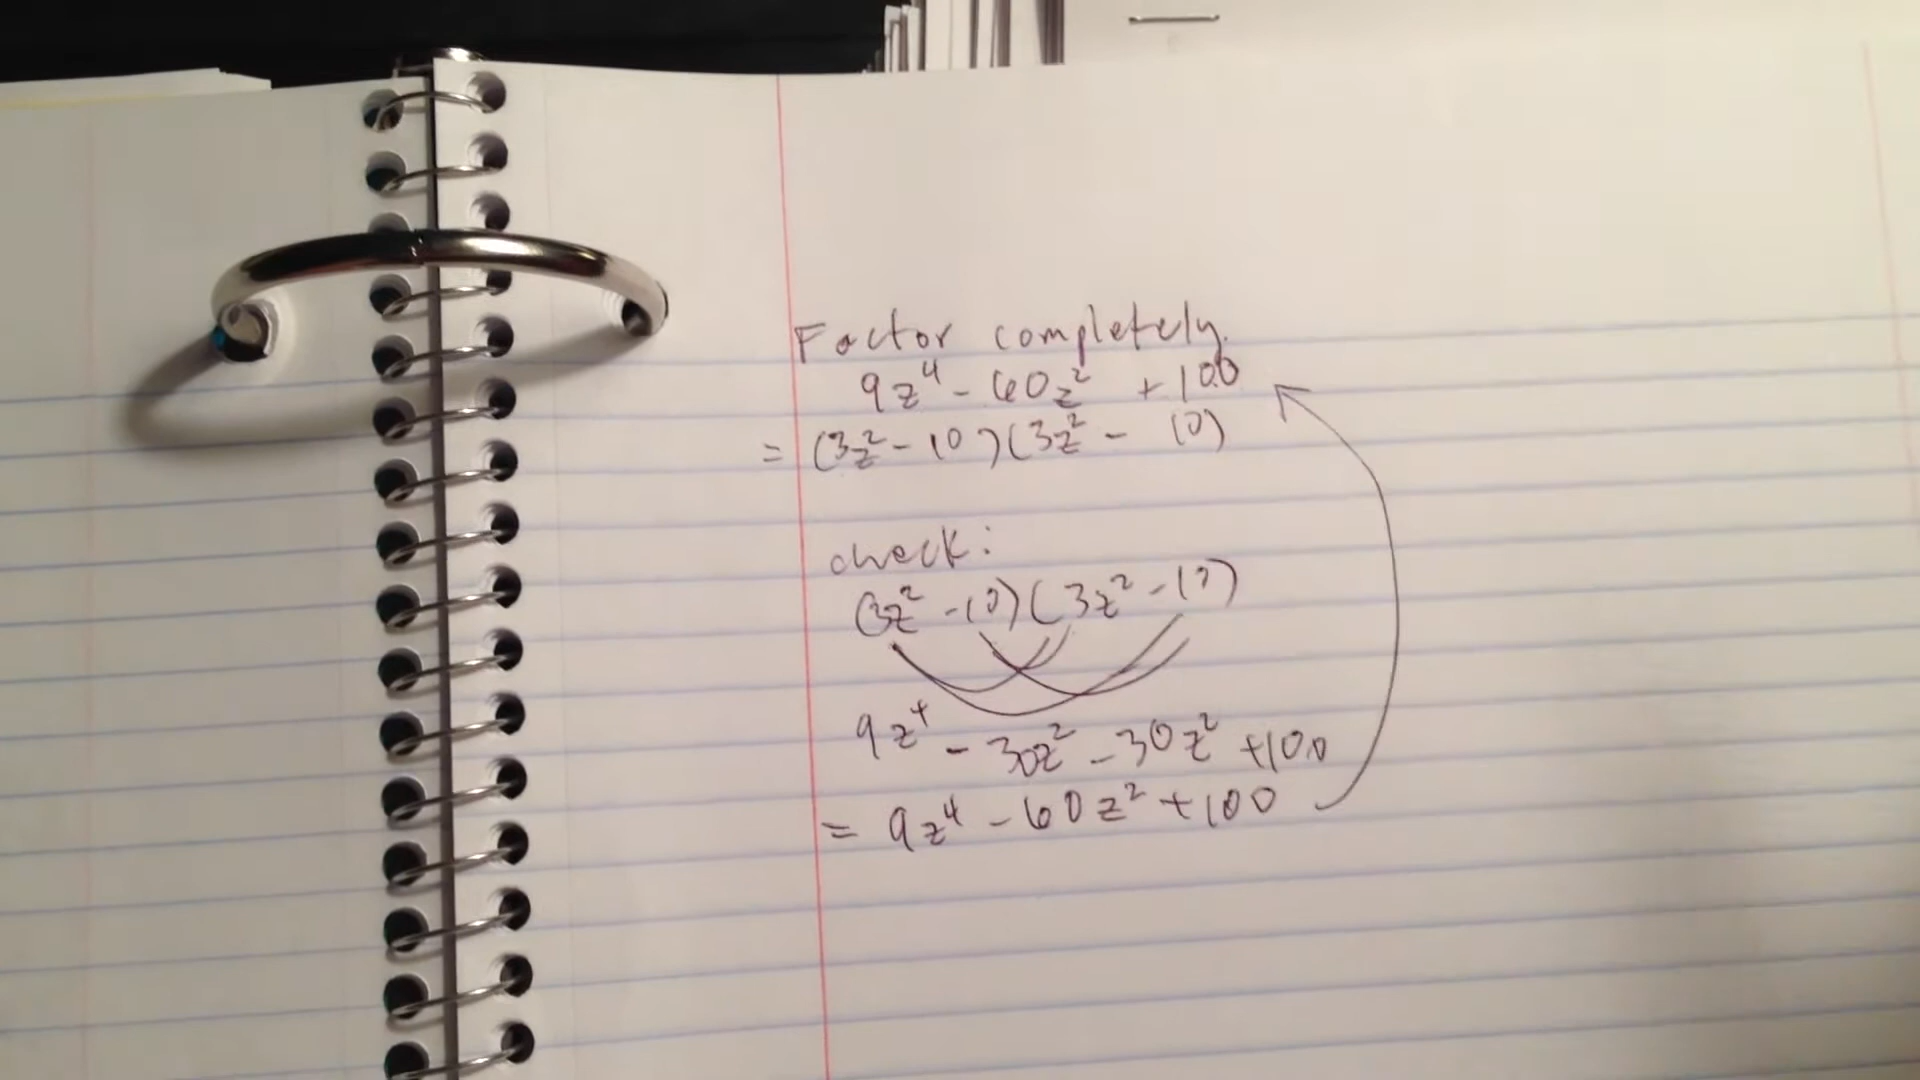 Factor completely.
9z⁴ - 60z² + 100
= (3z² - 10)(3z² - 10)
check:
(3z² - 10)(3z² - 10)
9z⁴ - 30z² - 30z² + 100
= 9z⁴ - 60z² + 100